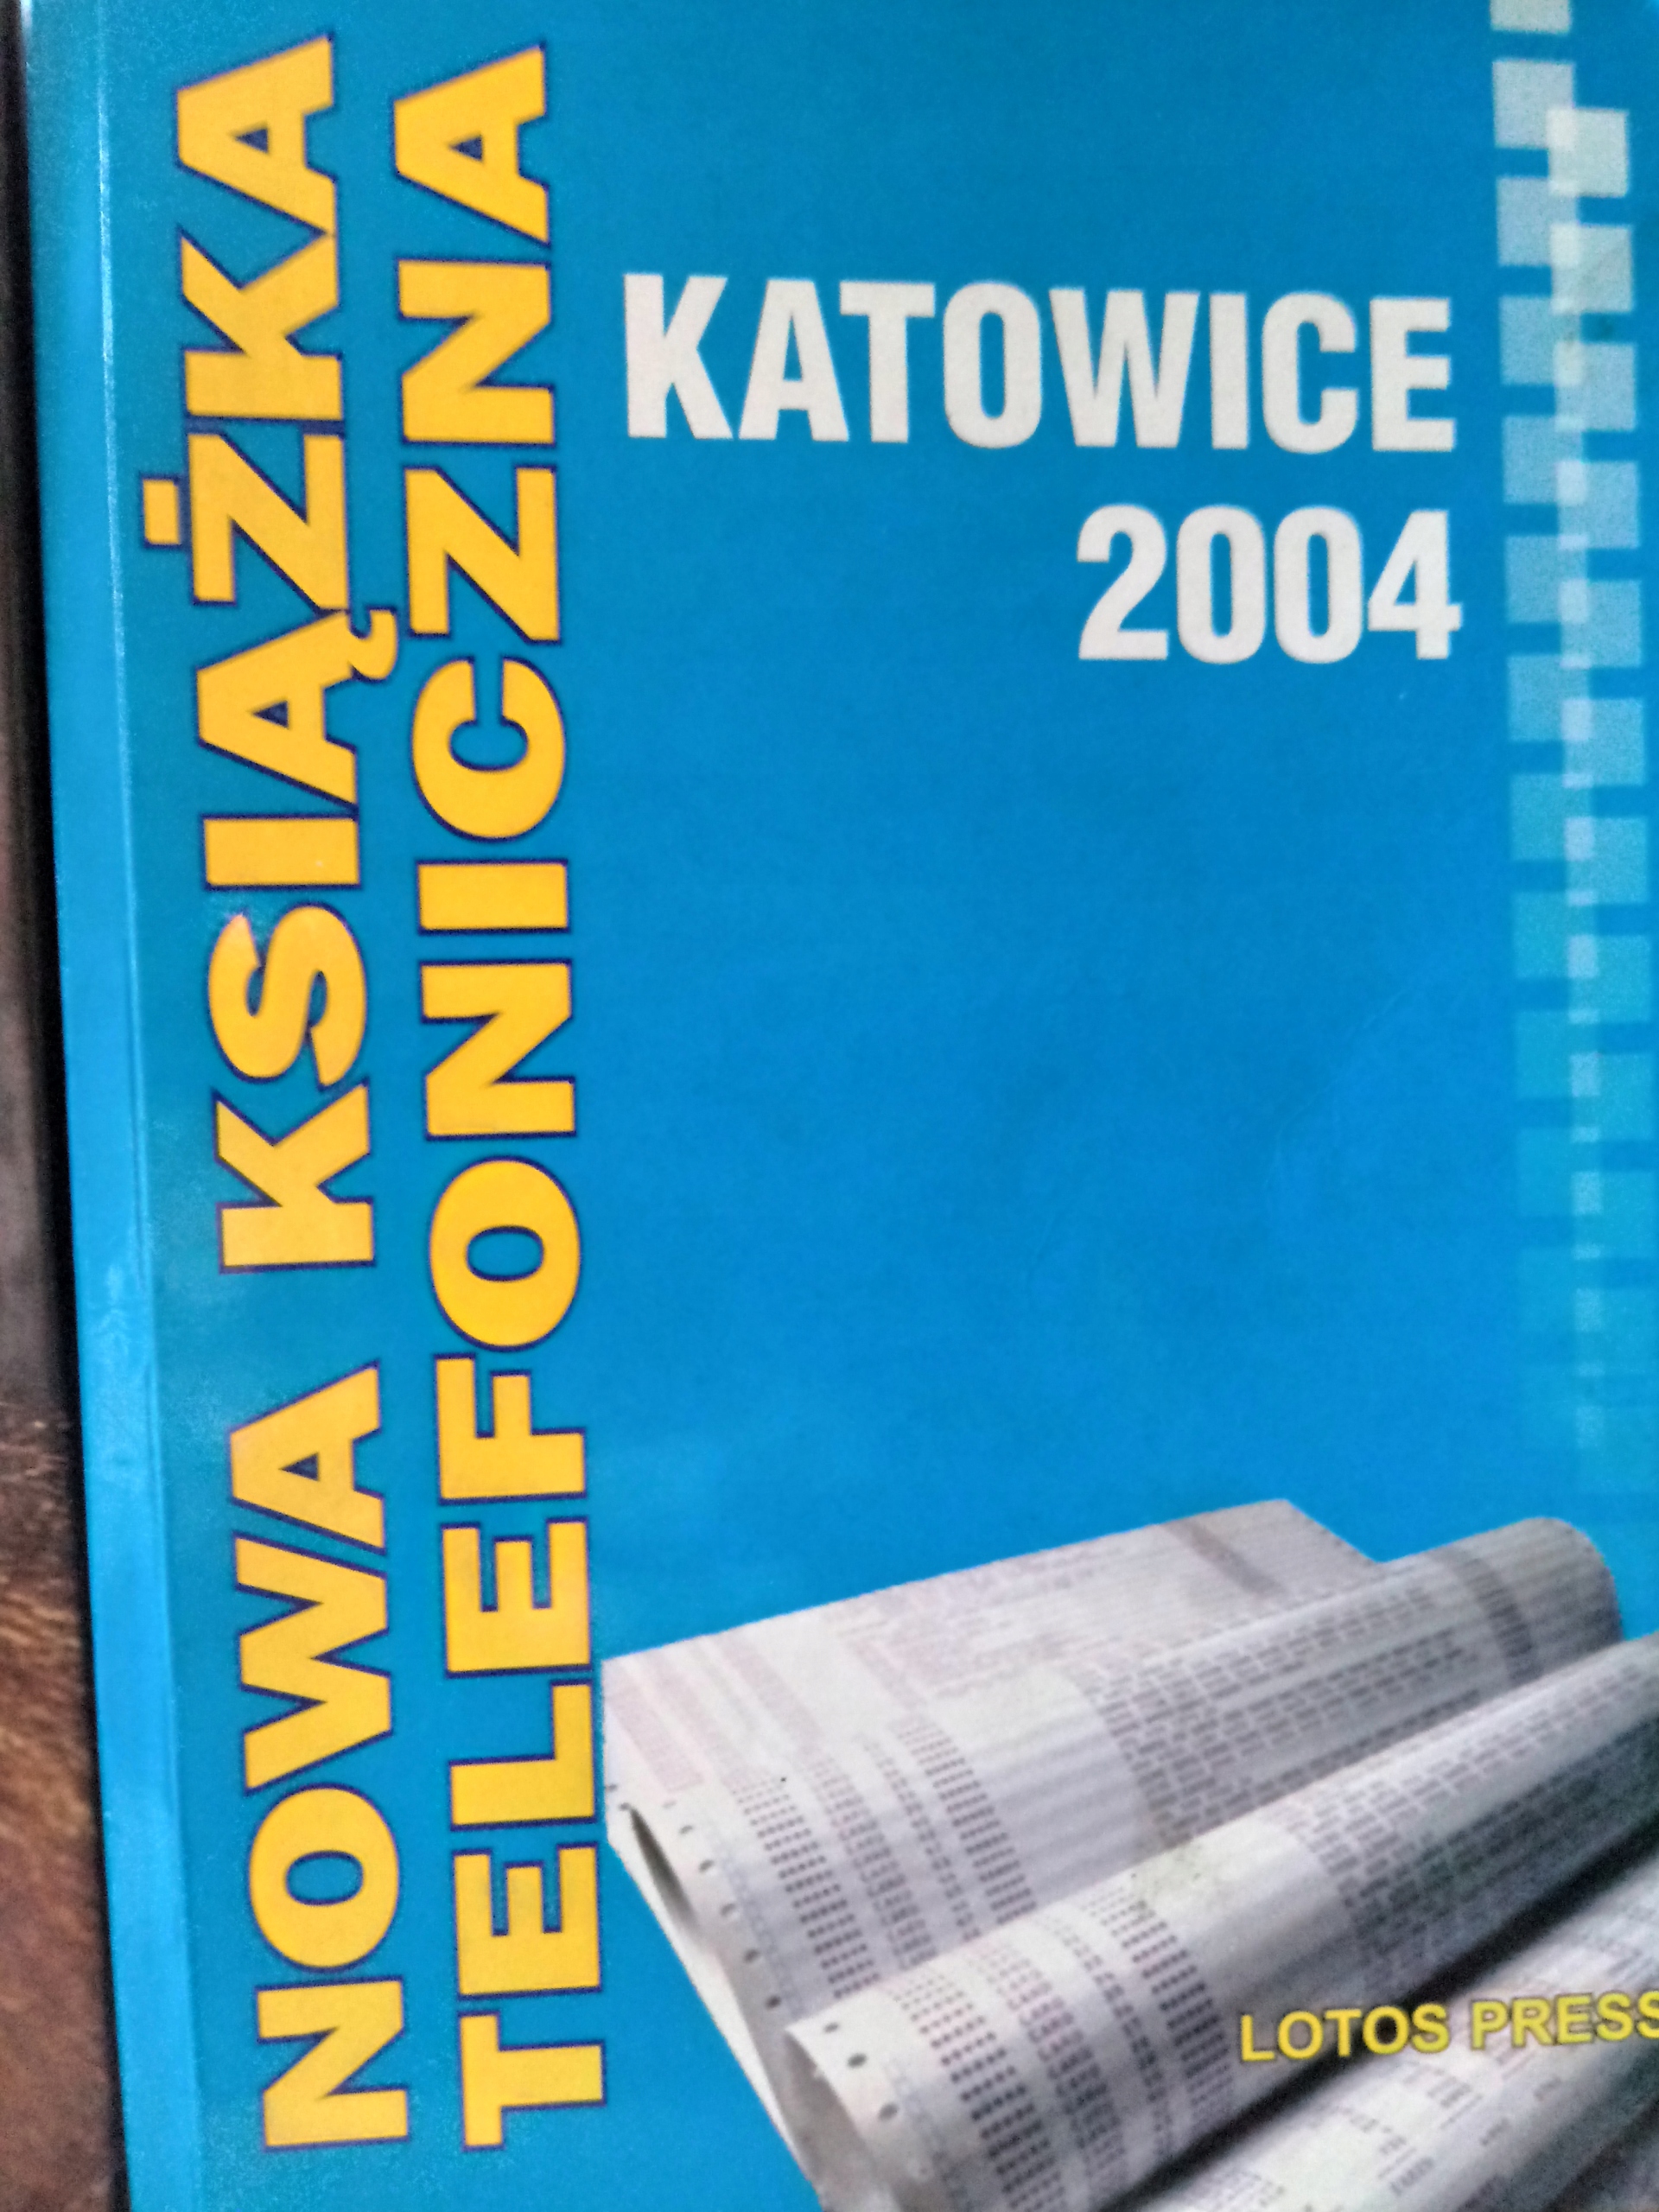 NOWA KSIĄŻKA
TELEFONICZNA
KATOWICE
2004
LOTOS PRESS